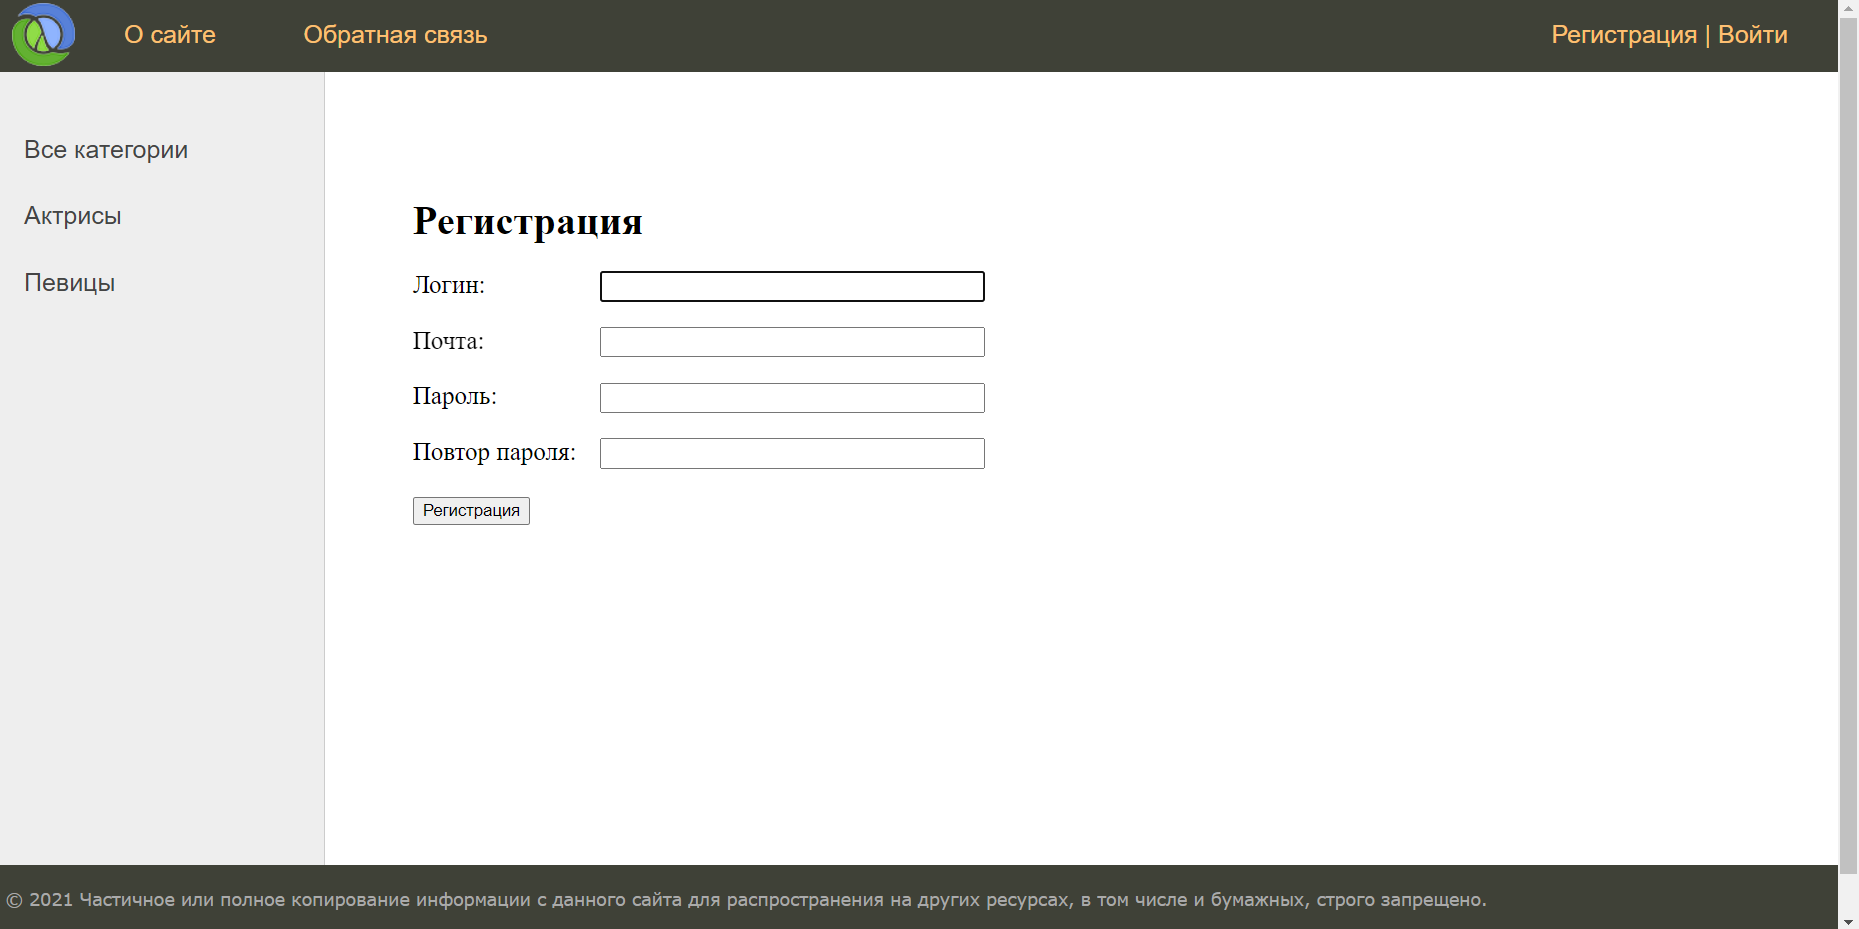 О сайте
Обратная связь
Регистрация | Войти
Все категории
Актрисы
Певицы
Регистрация
Логин:
Почта:
Пароль:
Повтор пароля:
Регистрация
© 2021 Частичное или полное копирование информации с данного сайта для распространения на других ресурсах, в том числе и бумажных, строго запрещено.